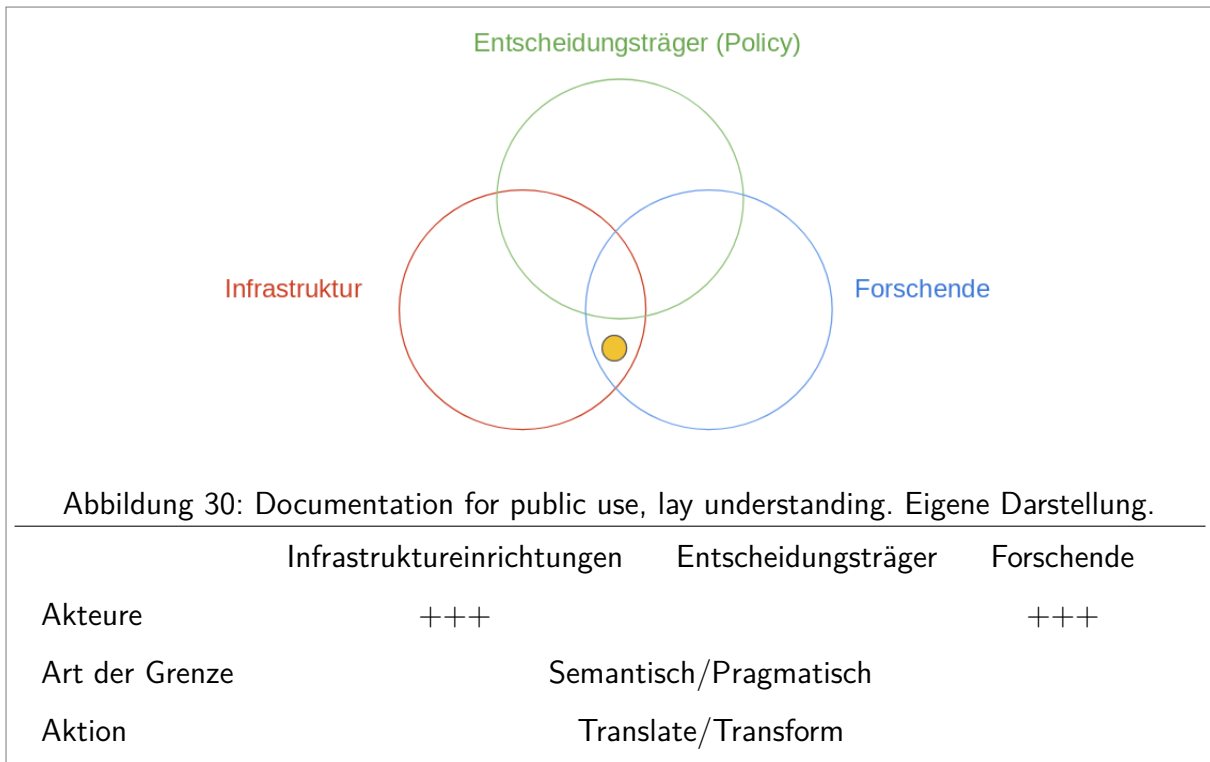 Entscheidungsträger (Policy)
Infrastruktur
Forschende
Abbildung 30: Documentation for public use, lay understanding. Eigene Darstellung.
Infrastruktureinrichtungen Entscheidungsträger Forschende
Akteure +++ +++
Art der Grenze Semantisch/Pragmatisch
Aktion Translate/Transform